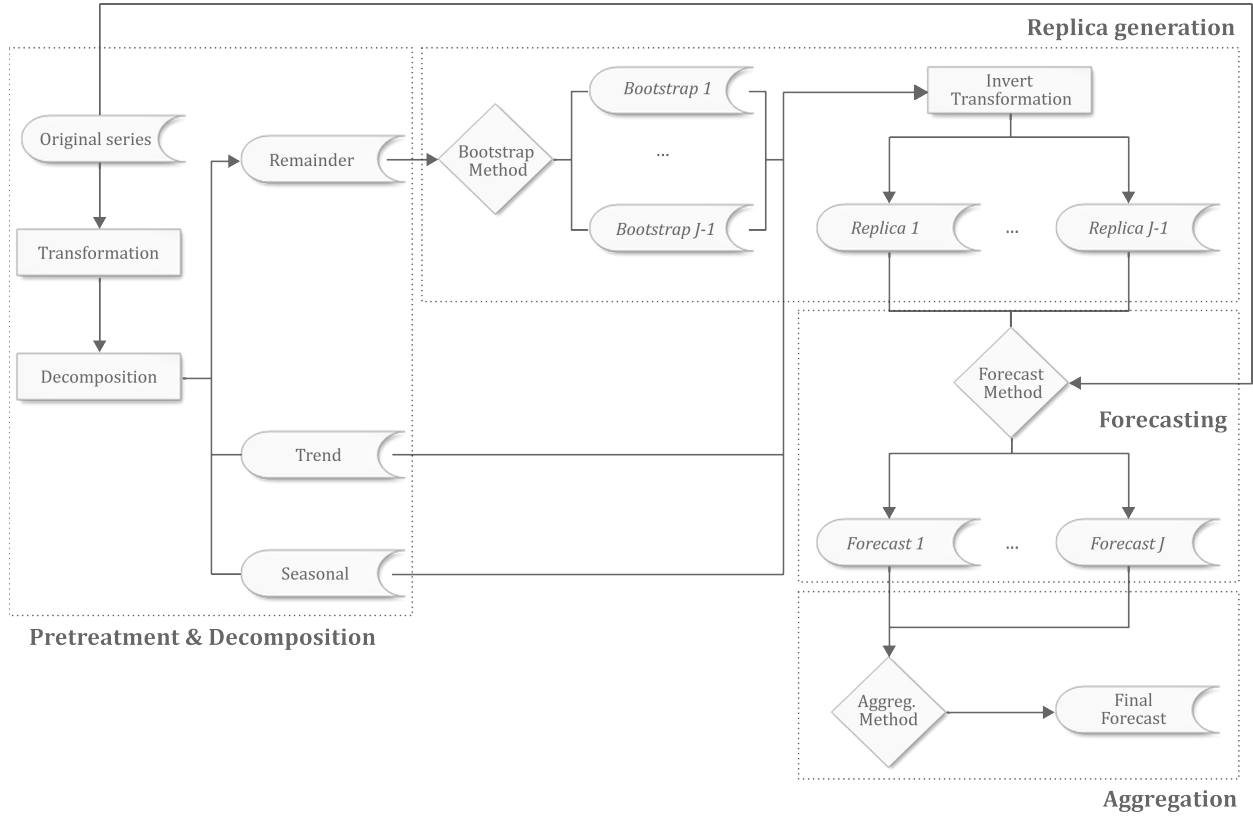 Replica generation
Original series
Transformation
Decomposition
Remainder
Trend
Seasonal
Pretreatment & Decomposition
Bootstrap
Method
Bootstrap 1
...
Bootstrap J-1
Invert
Transformation
Replica 1
...
Replica J-1
Forecast
Method
Forecasting
Forecast 1
...
Forecast J
Aggreg.
Method
Final
Forecast
Aggregation